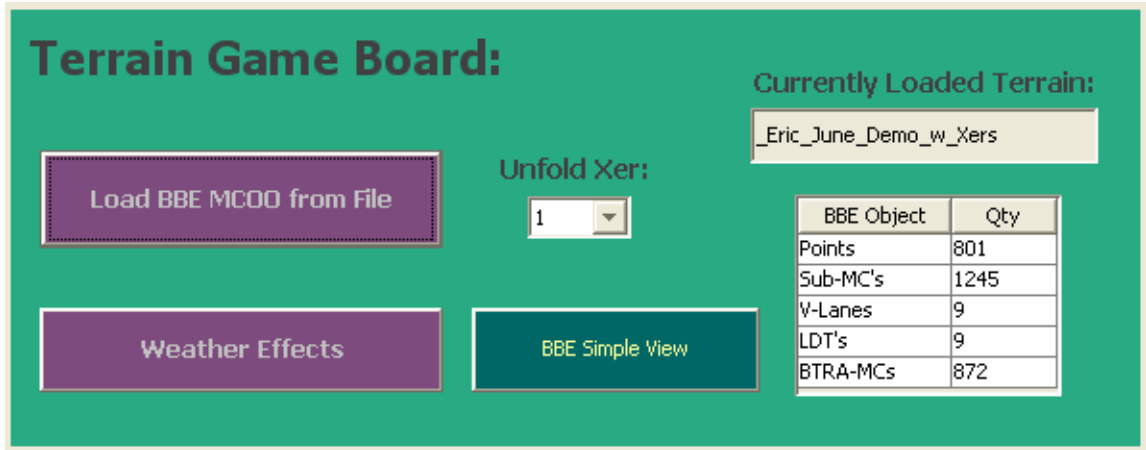 Terrain Game Board:
Currently Loaded Terrain:
_Eric_June_Demo_w_Xers
Load BBE MCOO from File
Unfold Xer:
1
BBE Object Qty
Points 801
Sub-MC's 1245
V-Lanes 9
LDT's 9
BTRA-MCs 872
Weather Effects
BBE Simple View